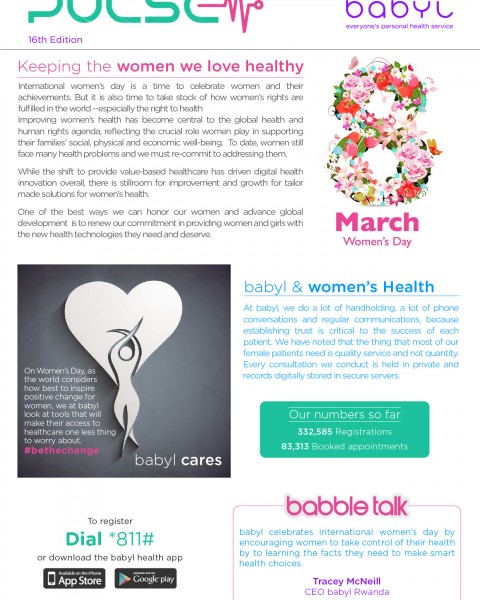 PULSE
babyl
16th Edition
everyone's personal health service
Keeping the women we love healthy
International women's day is a time to celebrate women and their
achievements. But it is also time to take stock of how women's rights are
fulfilled in the world --especially the right to health
Improving women's health has become central to the global health and
human rights agenda, reflecting the crucial role women play in supporting
their families' social, physical and economic well-being. To date, women still
face many health problems and we must re-commit to addressing them.
While the shift to provide value-based healthcare has driven digital health
innovation overall, there is stillroom for improvement and growth for tailor
made solutions for women's health.
One of the best ways we can honor our women and advance global
development is to renew our commitment in providing women and girls with
the new health technologies they need and deserve.
8
March
Women's Day
On Women's Day, as
the world considers
how best to inspire
positive change for
women, we at babyl
look at tools that will
make their access to
healthcare one less thing
to worry about.
#bethechange
babyl cares
babyl & women's Health
At babyl, we do a lot of handholding, a lot of phone
conversations and regular communications, because
establishing trust is critical to the success of each
patient. We have noted that the thing that most of our
female patients need is quality service and not quantity.
Every consultation we conduct is held in private and
records digitally stored in secure servers.
Our numbers so far
332,585 Registrations
83,313 Booked appointments
To register
Dial *811#
or download the babyl health app
Available on the iPhone
App Store
ANDROID APP ON
Google play
babble talk
babyl celebrates international women's day by
encouraging women to take control of their health
by to learning the facts they need to make smart
health choices.
Tracey McNeill
CEO babyl Rwanda